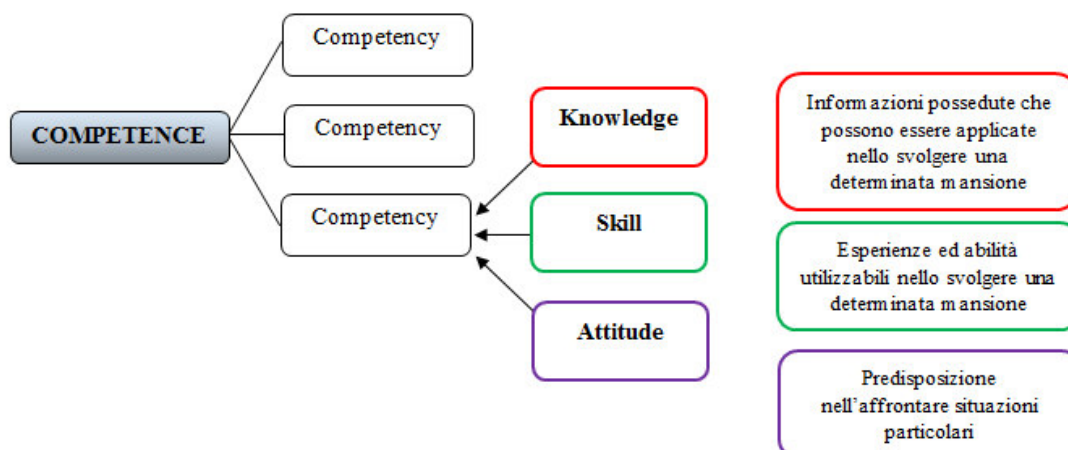 Competency
COMPETENCE
Competency
Competency
Knowledge
Skill
Attitude
Informazioni possedute che
possono essere applicate
nello svolgere una
determinata mansione
Esperienze ed abilità
utilizzabili nello svolgere una
determinata mansione
Predisposizione
nell'affrontare situazioni
particolari